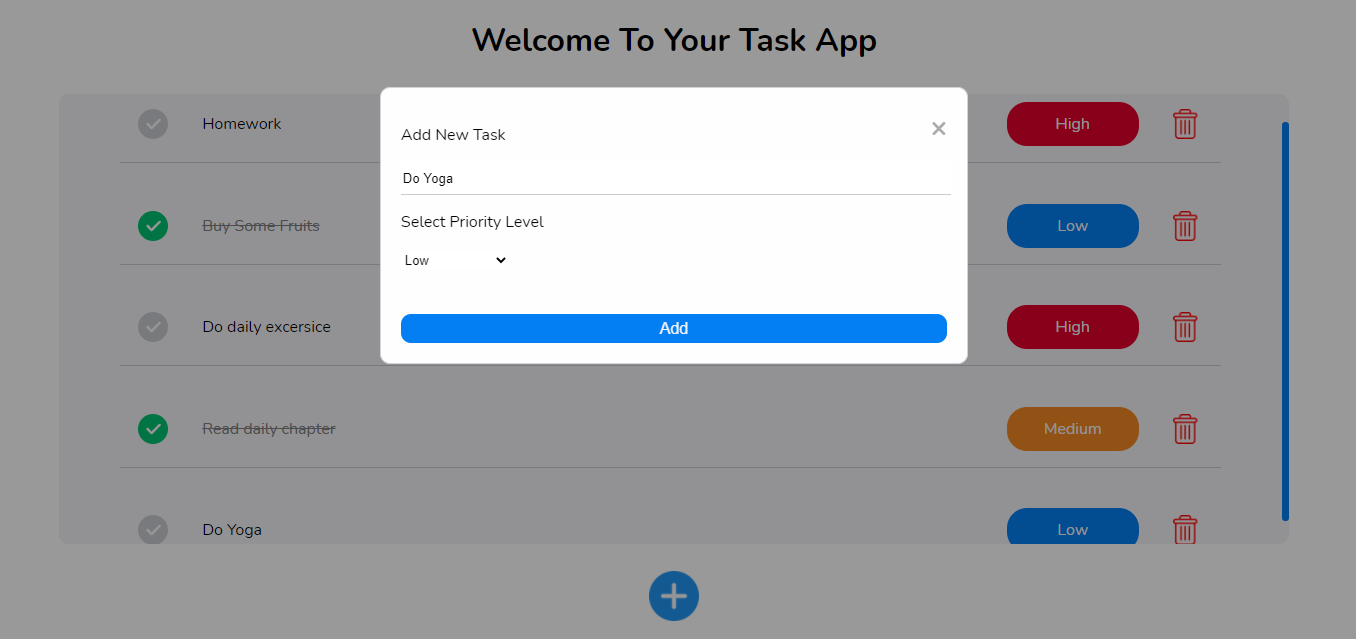 Welcome To Your Task App
Homework
High
Add New Task
Do Yoga
Select Priority Level
Low
Add
Buy Some Fruits
Low
Do daily excersice
High
Read daily chapter
Medium
Do Yoga
Low